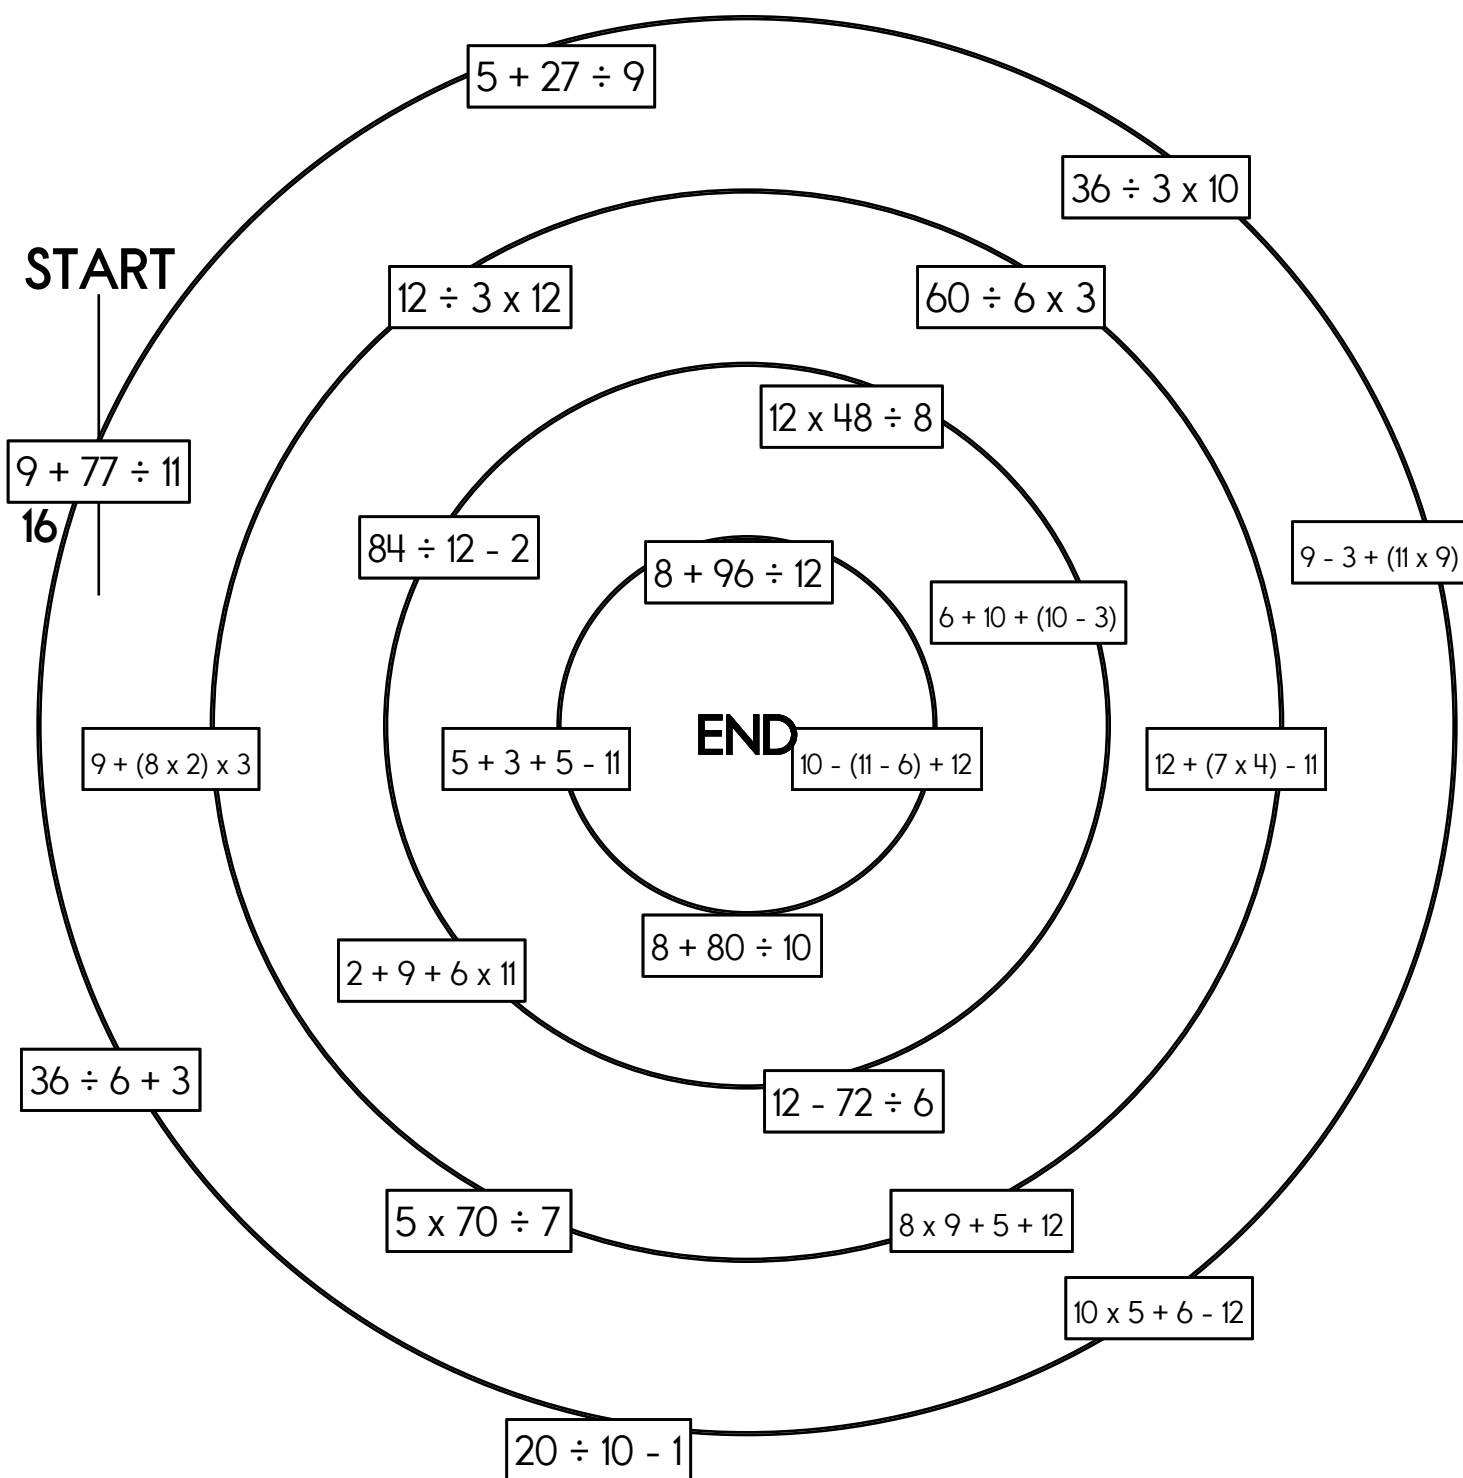 5 + 27 ÷ 9
36 ÷ 3 x 10
START
12 ÷ 3 x 12
60 ÷ 6 x 3
12 x 48 ÷ 8
9 + 77 ÷ 11
16
84 ÷ 12 - 2
9 - 3 + (11 x 9)
8 + 96 ÷ 12
6 + 10 + (10 - 3)
END
9 + (8 x 2) x 3
5 + 3 + 5 - 11
10 - (11 - 6) + 12
12 + (7 x 4) - 11
8 + 80 ÷ 10
2 + 9 + 6 x 11
36 ÷ 6 + 3
12 - 72 ÷ 6
5 x 70 ÷ 7
8 x 9 + 5 + 12
10 x 5 + 6 - 12
20 ÷ 10 - 1